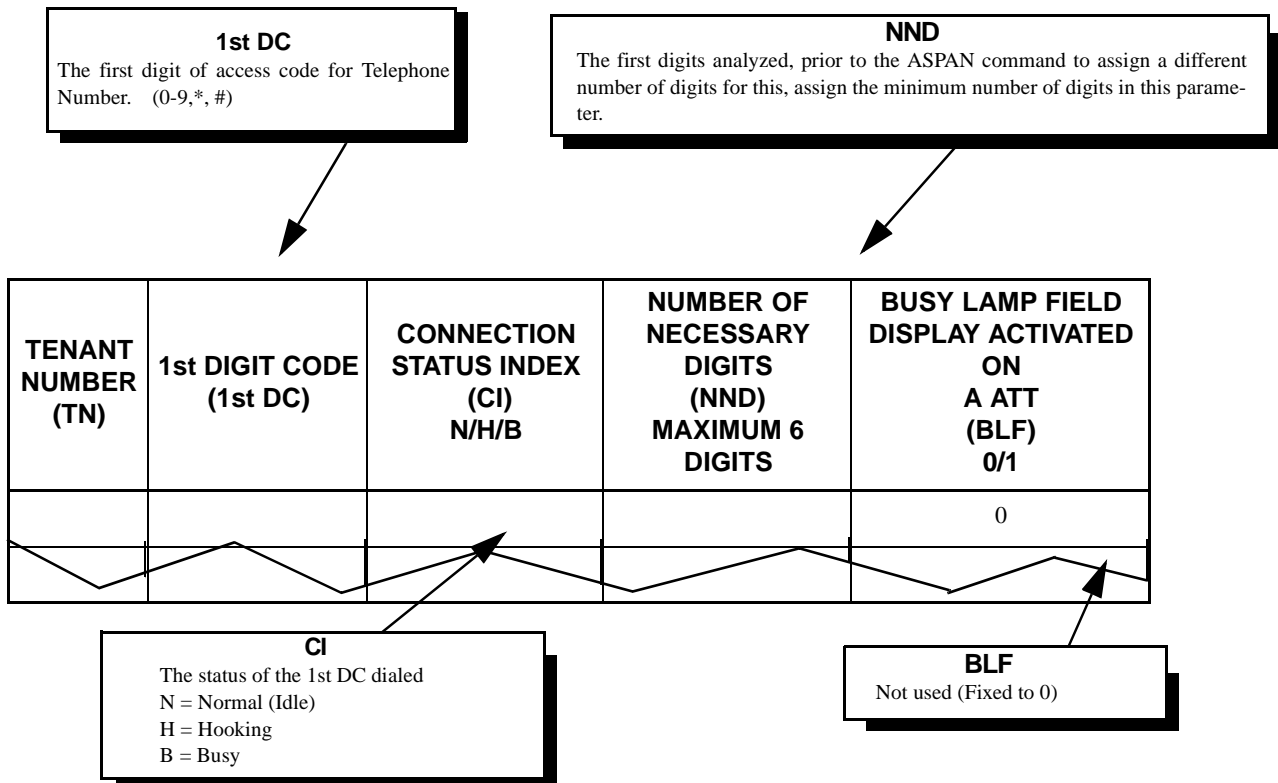 1st DC
The first digit of access code for Telephone
Number. (0-9,*, #)
NND
The first digits analyzed, prior to the ASPAN command to assign a different
number of digits for this, assign the minimum number of digits in this parame-
ter.
TENANT
NUMBER
(TN)
1st DIGIT CODE
(1st DC)
CONNECTION
STATUS INDEX
(CI)
N/H/B
NUMBER OF
NECESSARY
DIGITS
(NND)
MAXIMUM 6
DIGITS
BUSY LAMP FIELD
DISPLAY ACTIVATED
ON
A ATT
(BLF)
0/1
0
CI
The status of the 1st DC dialed
N = Normal (Idle)
H = Hooking
B = Busy
BLF
Not used (Fixed to 0)